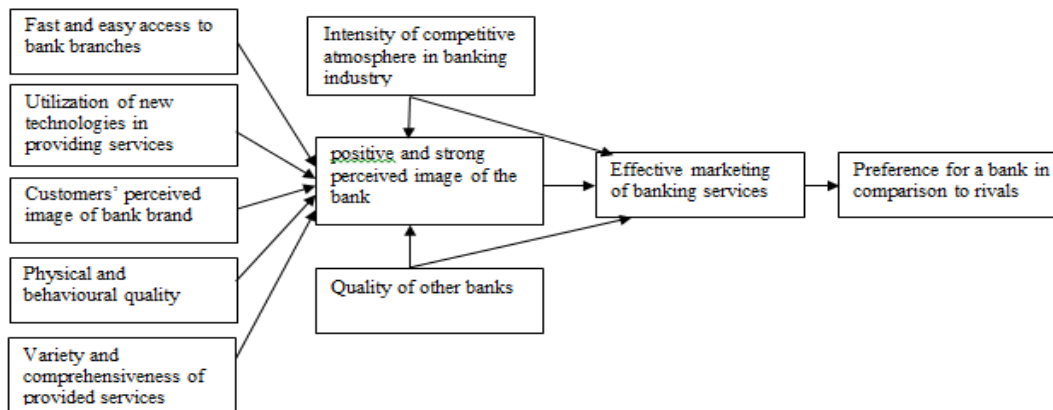 Fast and easy access to
bank branches
Utilization of new
technologies in
providing services
Customers' perceived
image of bank brand
Physical and
behavioural quality
Variety and
comprehensiveness of
provided services
Intensity of competitive
atmosphere in banking
industry
positive and strong
perceived image of the
bank
Quality of other banks
Effective marketing
of banking services
Preference for a bank in
comparison to rivals